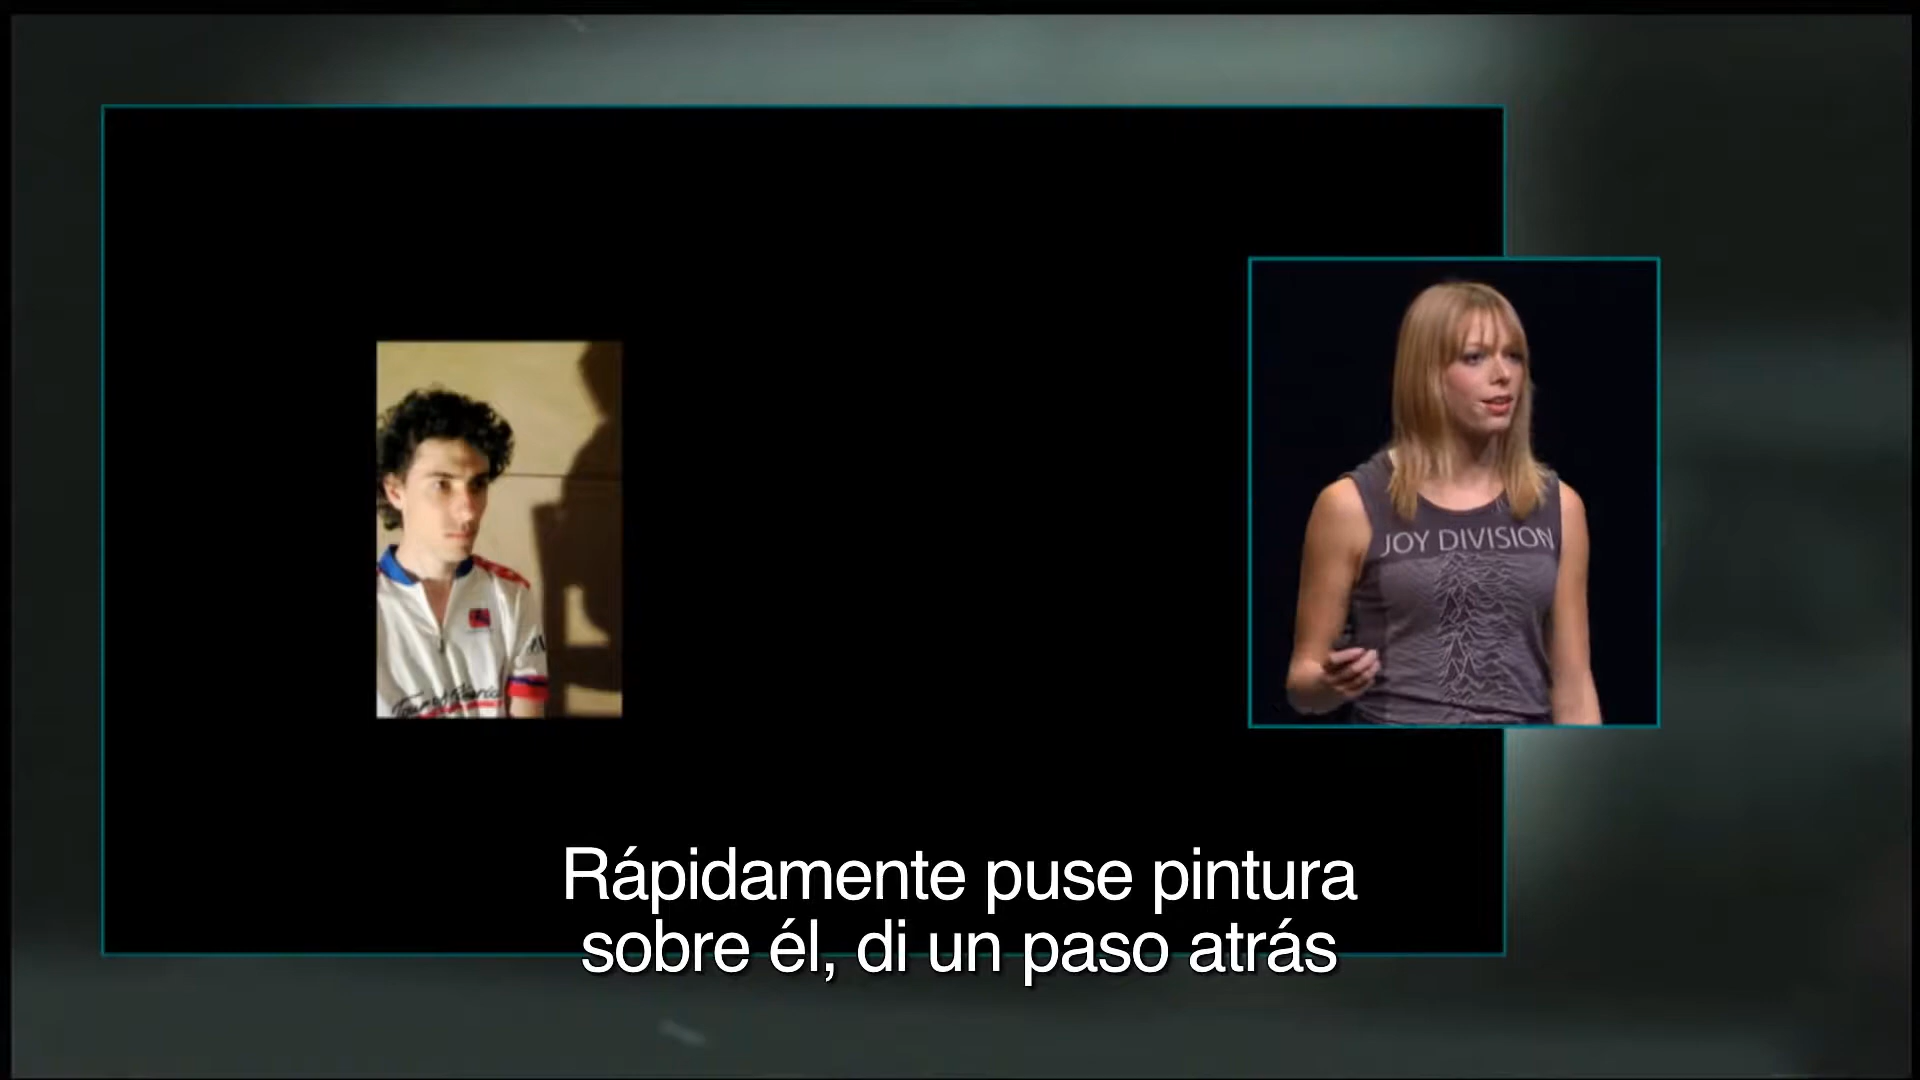 JOY DIVISION
Rápidamente puse pintura
sobre él, di un paso atrás